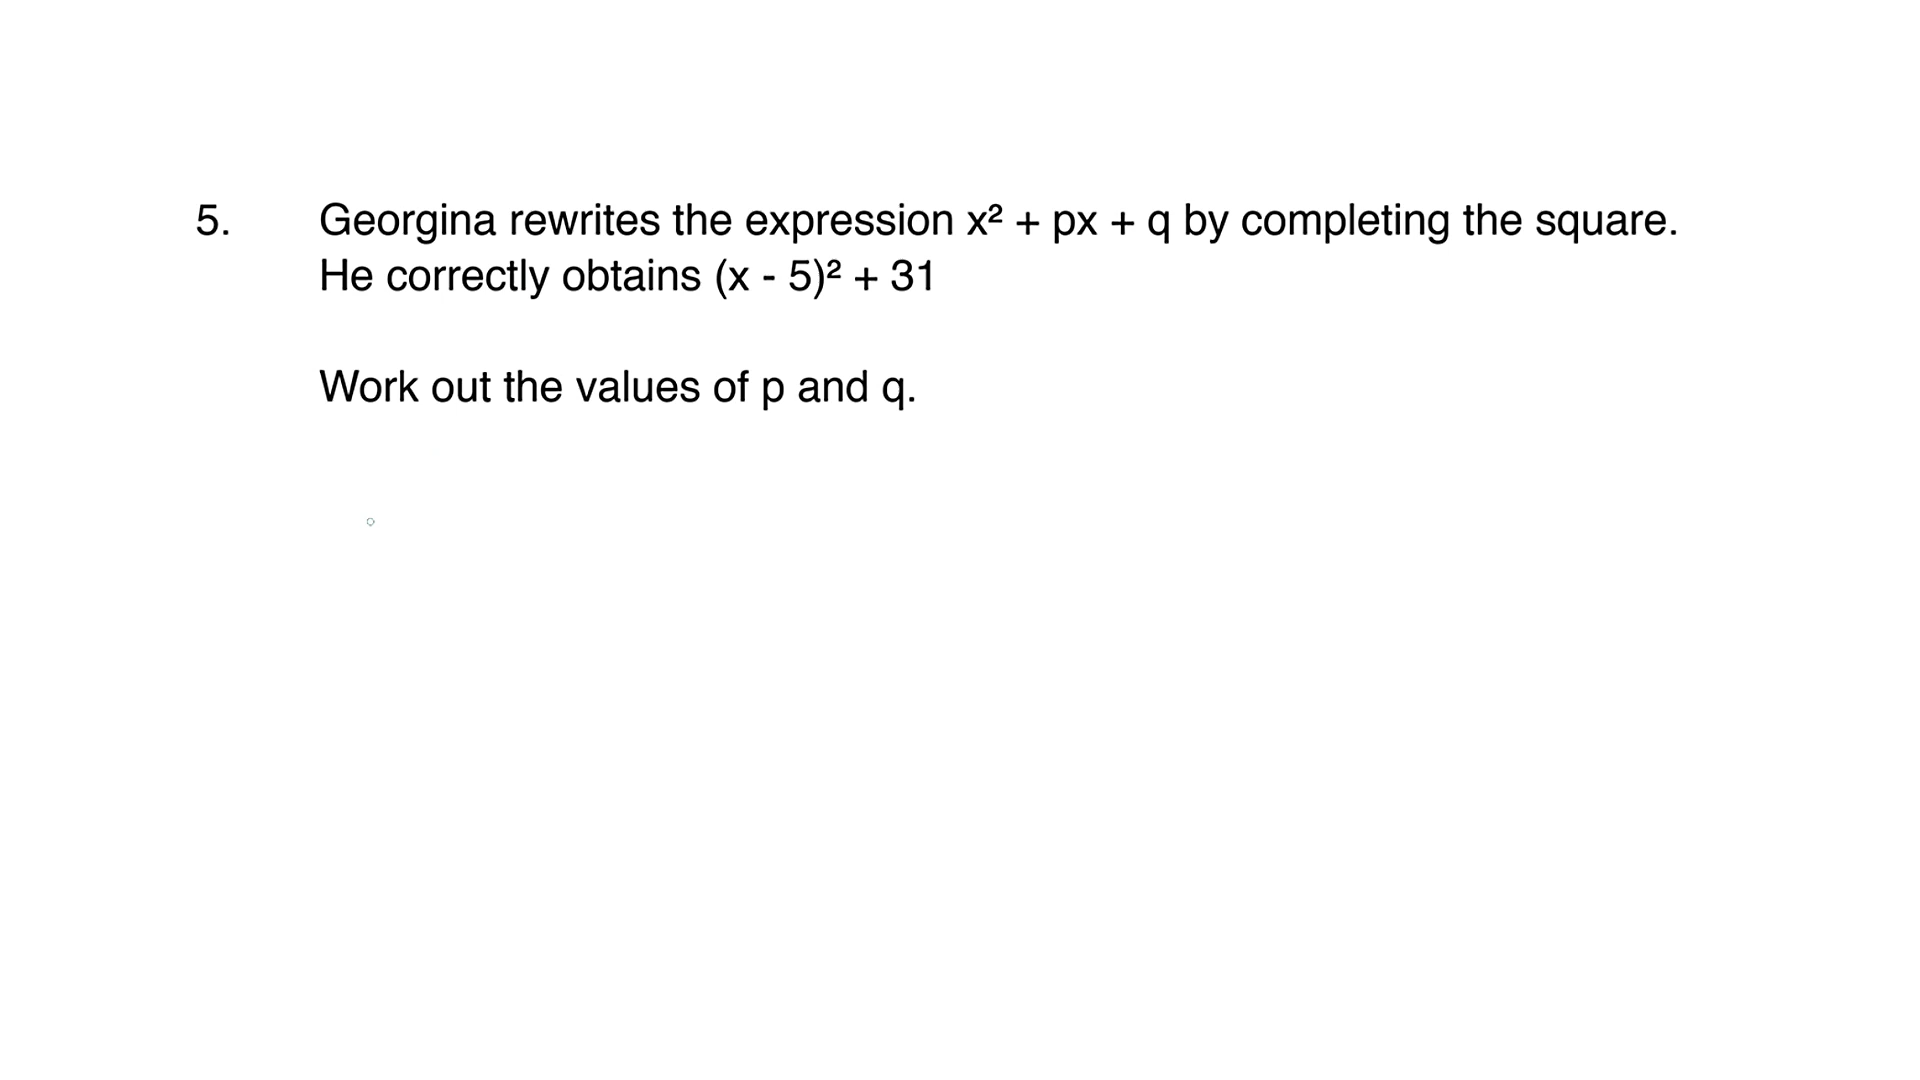 5. Georgina rewrites the expression x² + px + q by completing the square.
He correctly obtains (x - 5)² + 31
Work out the values of p and q.